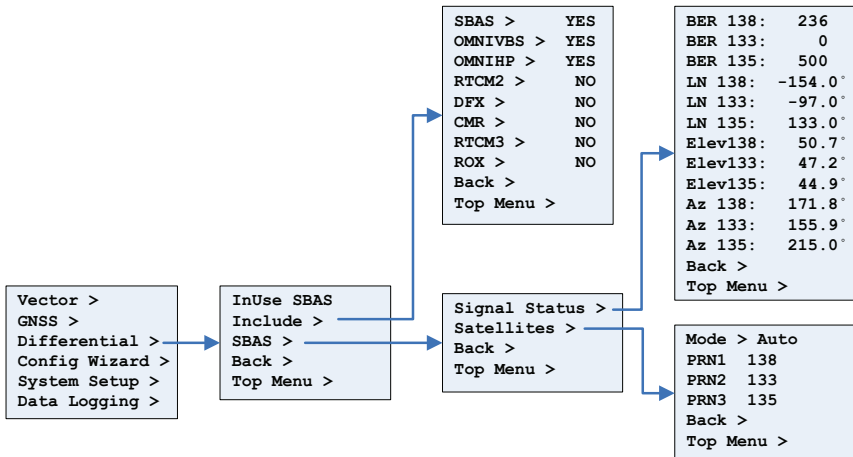 Vector >
GNSS >
Differential >
Config Wizard >
System Setup >
Data Logging >
InUse SBAS
Include >
SBAS >
Back >
Top Menu >
SBAS > YES
OMNIVBS > YES
OMNIHP > YES
RTCM2 > NO
DFX > NO
CMR > NO
RTCM3 > NO
ROX > NO
Back >
Top Menu >
Signal Status >
Satellites >
Back >
Top Menu >
BER 138: 236
BER 133: 0
BER 135: 500
LN 138: -154.0°
LN 133: -97.0°
LN 135: 133.0°
Elev138: 50.7°
Elev133: 47.2°
Elev135: 44.9°
Az 138: 171.8°
Az 133: 155.9°
Az 135: 215.0°
Back >
Top Menu >
Mode > Auto
PRN1 138
PRN2 133
PRN3 135
Back >
Top Menu >